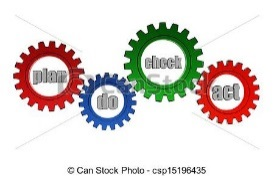 plan
do
check
act
© Can Stock Photo - csp15196435